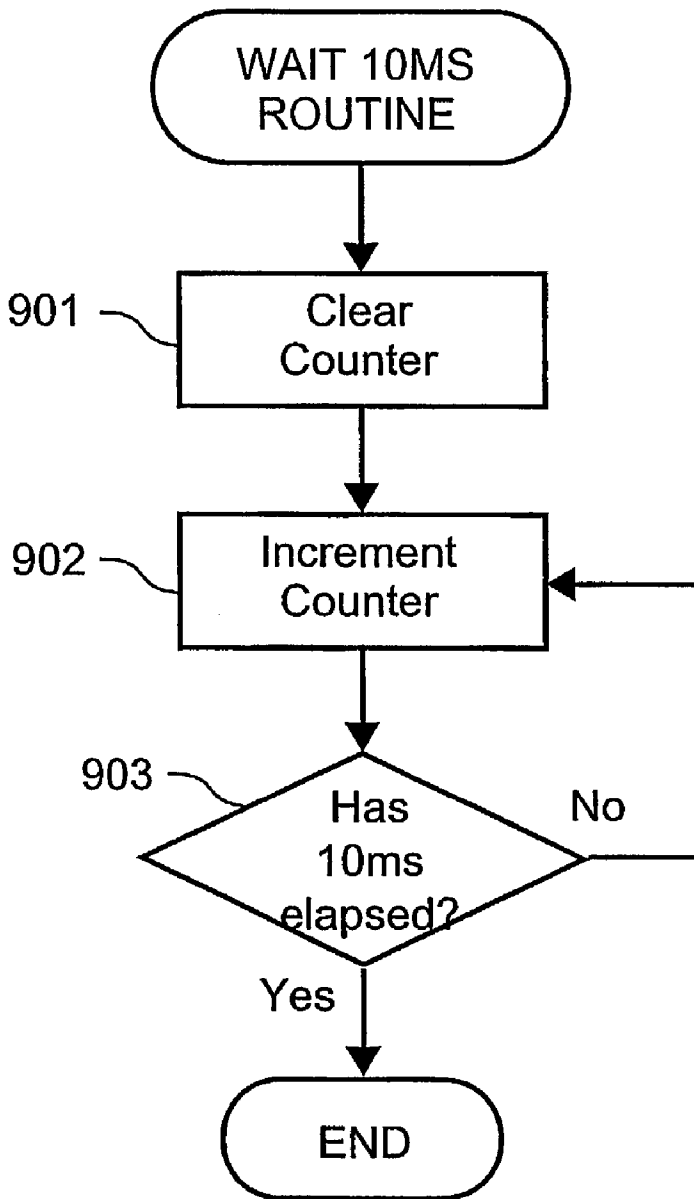 WAIT 10MS
ROUTINE
901
Clear
Counter
902
Increment
Counter
903
Has
10ms
elapsed?
No
Yes
END